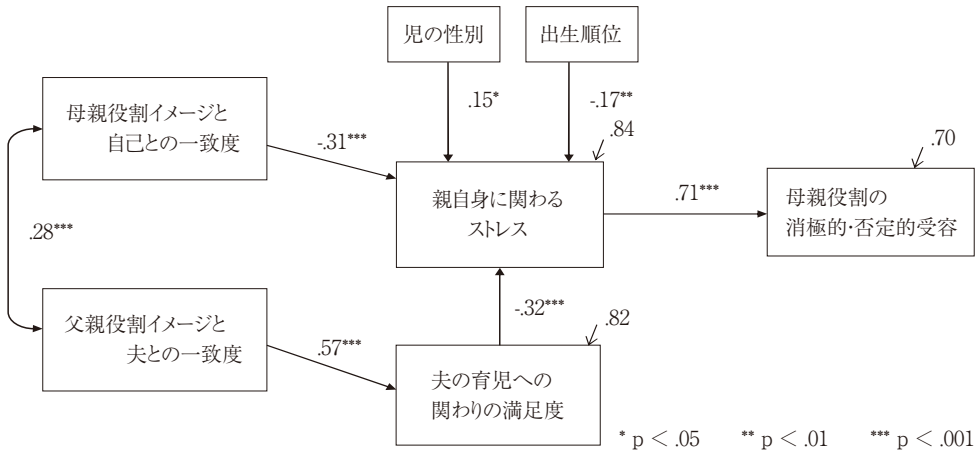 児の性別
出生順位
.15*
-.17**
.84
母親役割イメージと
自己との一致度
-.31***
.70
親自身に関わる
ストレス
.71***
母親役割の
消極的・否定的受容
.28***
-.32***
.82
父親役割イメージと
夫との一致度
.57***
夫の育児への
関わりの満足度
* p < .05 ** p < .01 *** p < .001